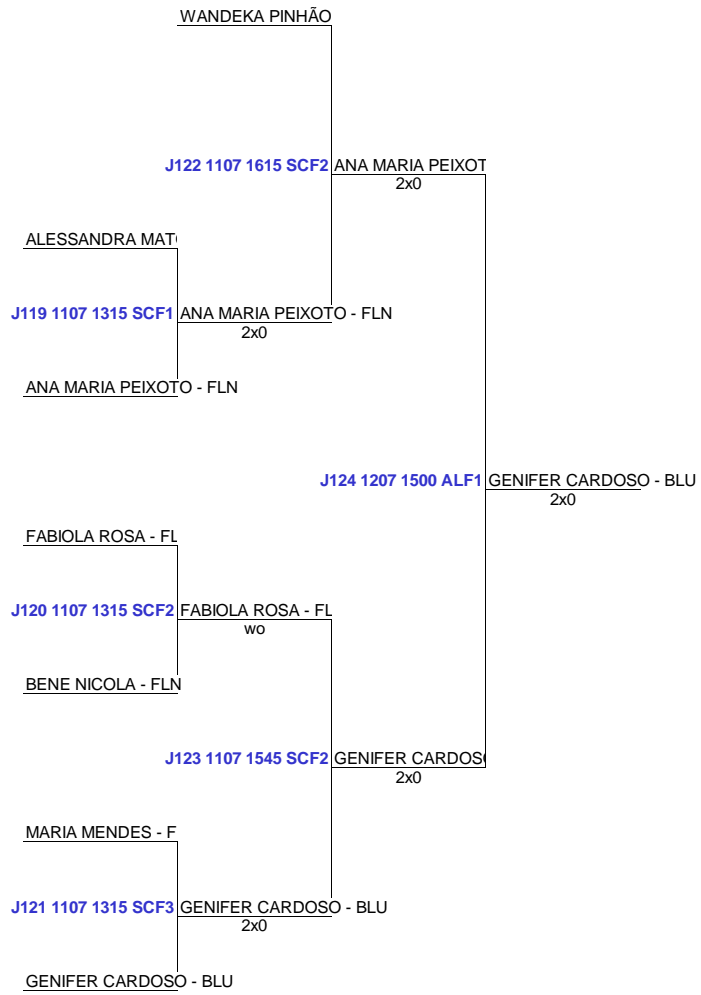 WANDEKA PINHÃO
J122 1107 1615 SCF2 ANA MARIA PEIXOT
2x0
ALESSANDRA MAT
J119 1107 1315 SCF1 ANA MARIA PEIXOTO - FLN
2x0
ANA MARIA PEIXOTO - FLN
J124 1207 1500 ALF1 GENIFER CARDOSO - BLU
2x0
FABIOLA ROSA - FL
J120 1107 1315 SCF2 FABIOLA ROSA - FL
wo
BENE NICOLA - FLN
J123 1107 1545 SCF2 GENIFER CARDOS
2x0
MARIA MENDES - F
J121 1107 1315 SCF3 GENIFER CARDOSO - BLU
2x0
GENIFER CARDOSO - BLU